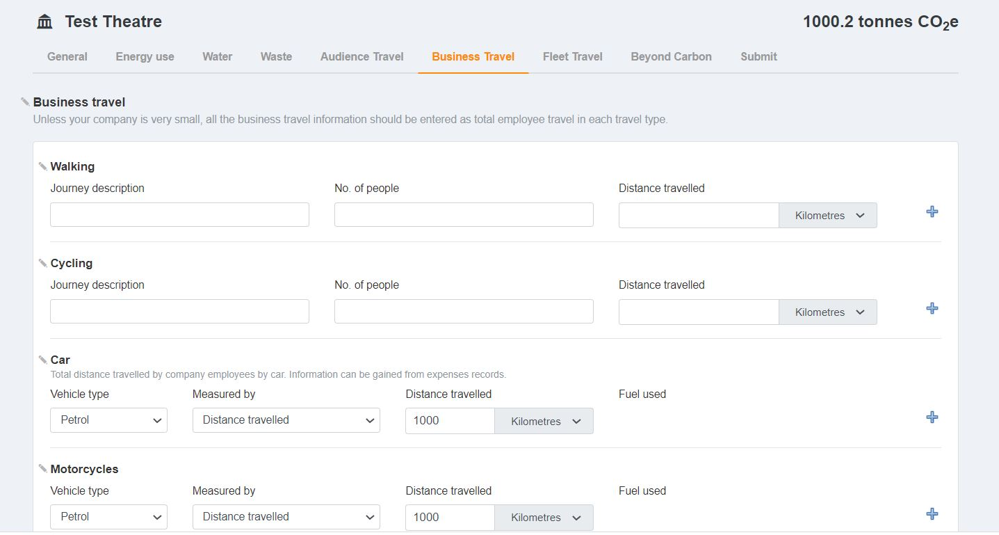 Test Theatre
1000.2 tonnes CO2e
General Energy use Water Waste Audience Travel Business Travel Fleet Travel Beyond Carbon Submit
Business travel
Unless your company is very small, all the business travel information should be entered as total employee travel in each travel type.
Walking
Journey description No. of people Distance travelled
Kilometres
Cycling
Journey description No. of people Distance travelled
Kilometres
Car
Total distance travelled by company employees by car. Information can be gained from expenses records.
Vehicle type Measured by Distance travelled Fuel used
Petrol Distance travelled 1000 Kilometres
Motorcycles
Vehicle type Measured by Distance travelled Fuel used
Petrol Distance travelled 1000 Kilometres